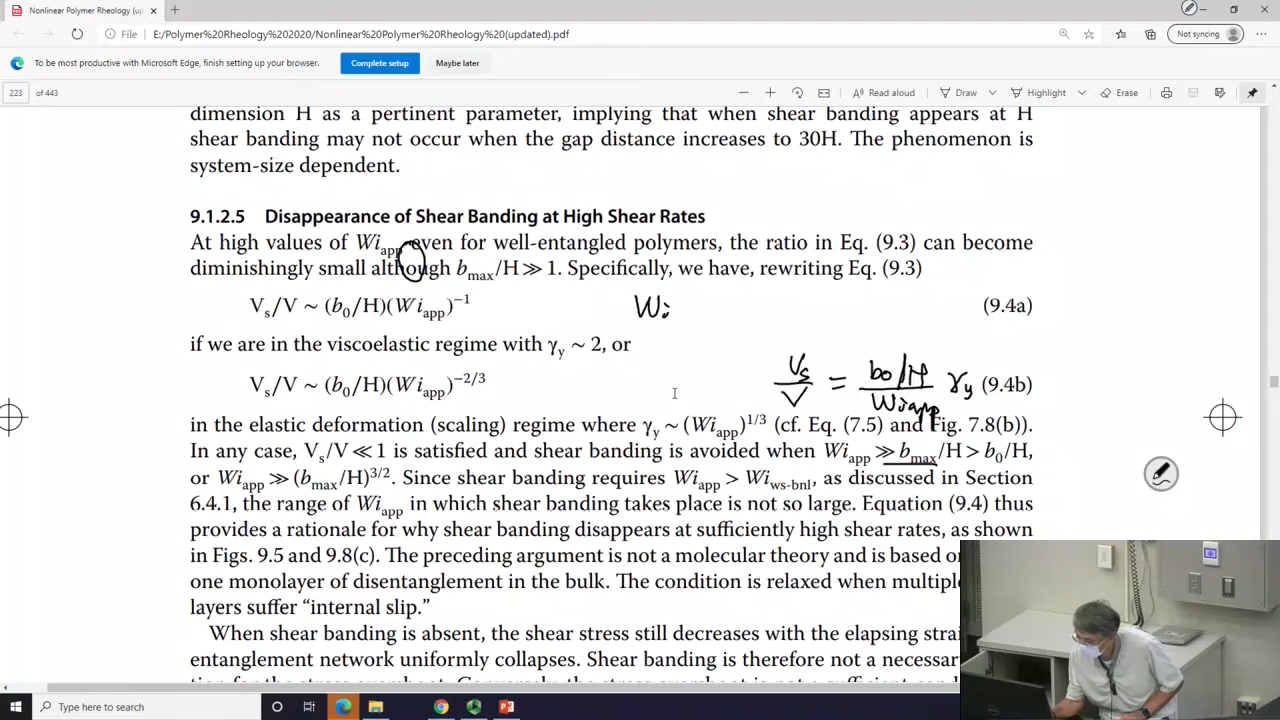 Nonlinear Polymer Rheology (up
File E:/Polymer%20Rheology%202020/Nonlinear%20Polymer%20Rheology%20(updated).pdf
Not syncing
To be most productive with Microsoft Edge, finish setting up your browser. Complete setup Maybe later
223 of 443 Read aloud Draw Highlight Erase
dimension H as a pertinent parameter, implying that when shear banding appears at H
shear banding may not occur when the gap distance increases to 30H. The phenomenon is
system-size dependent.
9.1.2.5 Disappearance of Shear Banding at High Shear Rates
At high values of Wi_app even for well-entangled polymers, the ratio in Eq. (9.3) can become
diminishingly small although b_max/H ≫ 1. Specifically, we have, rewriting Eq. (9.3)
V_s/V ~ (b_0/H)(Wi_app)^−1 Wi (9.4a)
if we are in the viscoelastic regime with γ_y ~ 2, or
V_s/V ~ (b_0/H)(Wi_app)^−2/3 V_s/V = (b_0/H)/Wi_app γ_y (9.4b)
in the elastic deformation (scaling) regime where γ_y ~ (Wi_app)^1/3 (cf. Eq. (7.5) and Fig. 7.8(b)).
In any case, V_s/V ≪ 1 is satisfied and shear banding is avoided when Wi_app ≫ b_max/H > b_0/H,
or Wi_app ≫ (b_max/H)^3/2. Since shear banding requires Wi_app > Wi_ws-bnl, as discussed in Section
6.4.1, the range of Wi_app in which shear banding takes place is not so large. Equation (9.4) thus
provides a rationale for why shear banding disappears at sufficiently high shear rates, as shown
in Figs. 9.5 and 9.8(c). The preceding argument is not a molecular theory and is based o
one monolayer of disentanglement in the bulk. The condition is relaxed when multipl
layers suffer “internal slip.”
When shear banding is absent, the shear stress still decreases with the elapsing strai
entanglement network uniformly collapses. Shear banding is therefore not a necessar
Type here to search